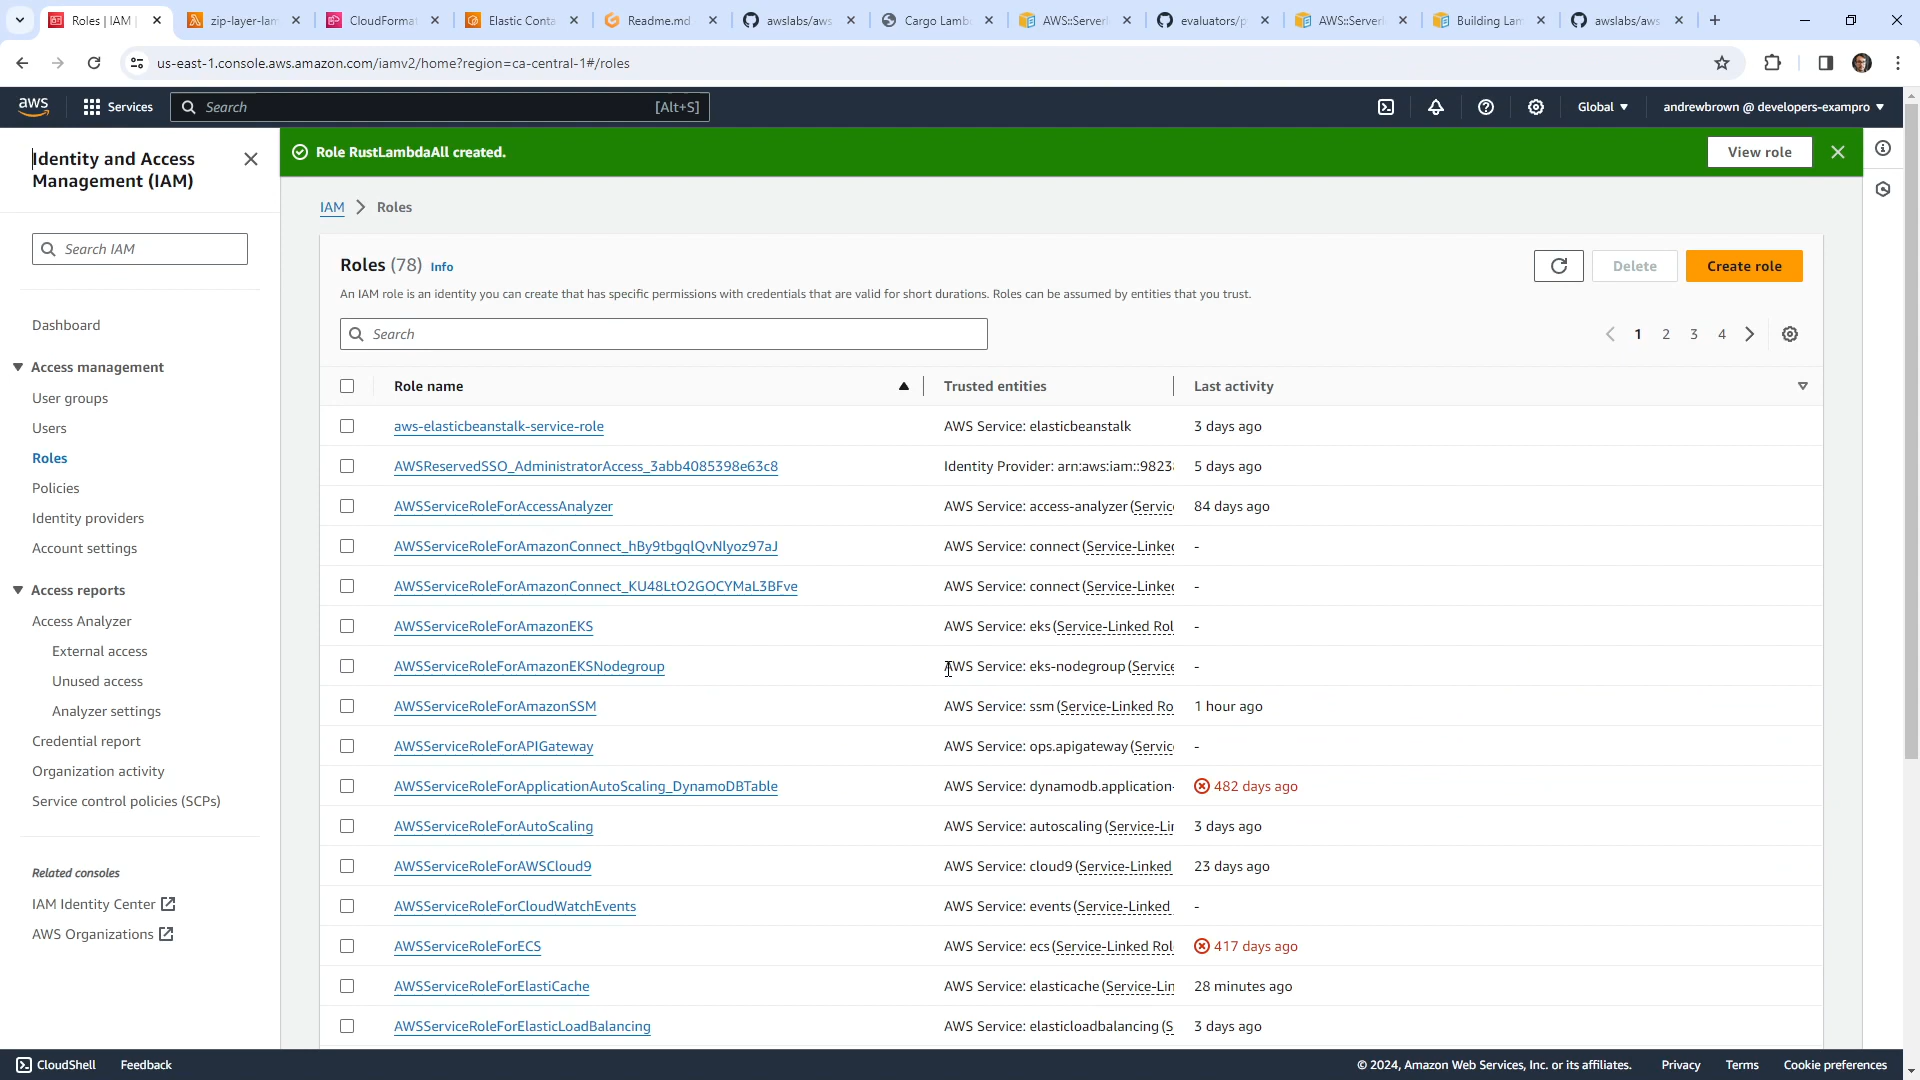 Roles | IAM |
zip-layer-lam
CloudFormat
Elastic Conta
Readme.md
awslabs/aws
Cargo Lamb
AWS::Server
evaluators/p
AWS::Server
Building Lam
awslabs/aws
us-east-1.console.aws.amazon.com/iamv2/home?region=ca-central-1#/roles
aws
Services
Search
[Alt+S]
Global
andrewbrown @ developers-exampro
Identity and Access
Management (IAM)
Search IAM
Dashboard
Access management
User groups
Users
Roles
Policies
Identity providers
Account settings
Access reports
Access Analyzer
External access
Unused access
Analyzer settings
Credential report
Organization activity
Service control policies (SCPs)
Related consoles
IAM Identity Center
AWS Organizations
Role RustLambdaAll created.
View role
IAM
Roles
Roles (78) Info
Delete
Create role
An IAM role is an identity you can create that has specific permissions with credentials that are valid for short durations. Roles can be assumed by entities that you trust.
Search
1 2 3 4
Role name Trusted entities Last activity
aws-elasticbeanstalk-service-role AWS Service: elasticbeanstalk 3 days ago
AWSReservedSSO_AdministratorAccess_3abb4085398e63c8 Identity Provider: arn:aws:iam::9823 5 days ago
AWSServiceRoleForAccessAnalyzer AWS Service: access-analyzer (Servic 84 days ago
AWSServiceRoleForAmazonConnect_hBy9tbgqlQvNlyoz97aJ AWS Service: connect (Service-Linked -
AWSServiceRoleForAmazonConnect_KU48LtO2GOCYMaL3BFve AWS Service: connect (Service-Linked -
AWSServiceRoleForAmazonEKS AWS Service: eks (Service-Linked Rol -
AWSServiceRoleForAmazonEKSNodegroup AWS Service: eks-nodegroup (Service -
AWSServiceRoleForAmazonSSM AWS Service: ssm (Service-Linked Ro 1 hour ago
AWSServiceRoleForAPIGateway AWS Service: ops.apigateway (Servic -
AWSServiceRoleForApplicationAutoScaling_DynamoDBTable AWS Service: dynamodb.application- 482 days ago
AWSServiceRoleForAutoScaling AWS Service: autoscaling (Service-Lin 3 days ago
AWSServiceRoleForAWSCloud9 AWS Service: cloud9 (Service-Linked 23 days ago
AWSServiceRoleForCloudWatchEvents AWS Service: events (Service-Linked -
AWSServiceRoleForECS AWS Service: ecs (Service-Linked Rol 417 days ago
AWSServiceRoleForElastiCache AWS Service: elasticache (Service-Lin 28 minutes ago
AWSServiceRoleForElasticLoadBalancing AWS Service: elasticloadbalancing (S 3 days ago
CloudShell
Feedback
© 2024, Amazon Web Services, Inc. or its affiliates.
Privacy
Terms
Cookie preferences